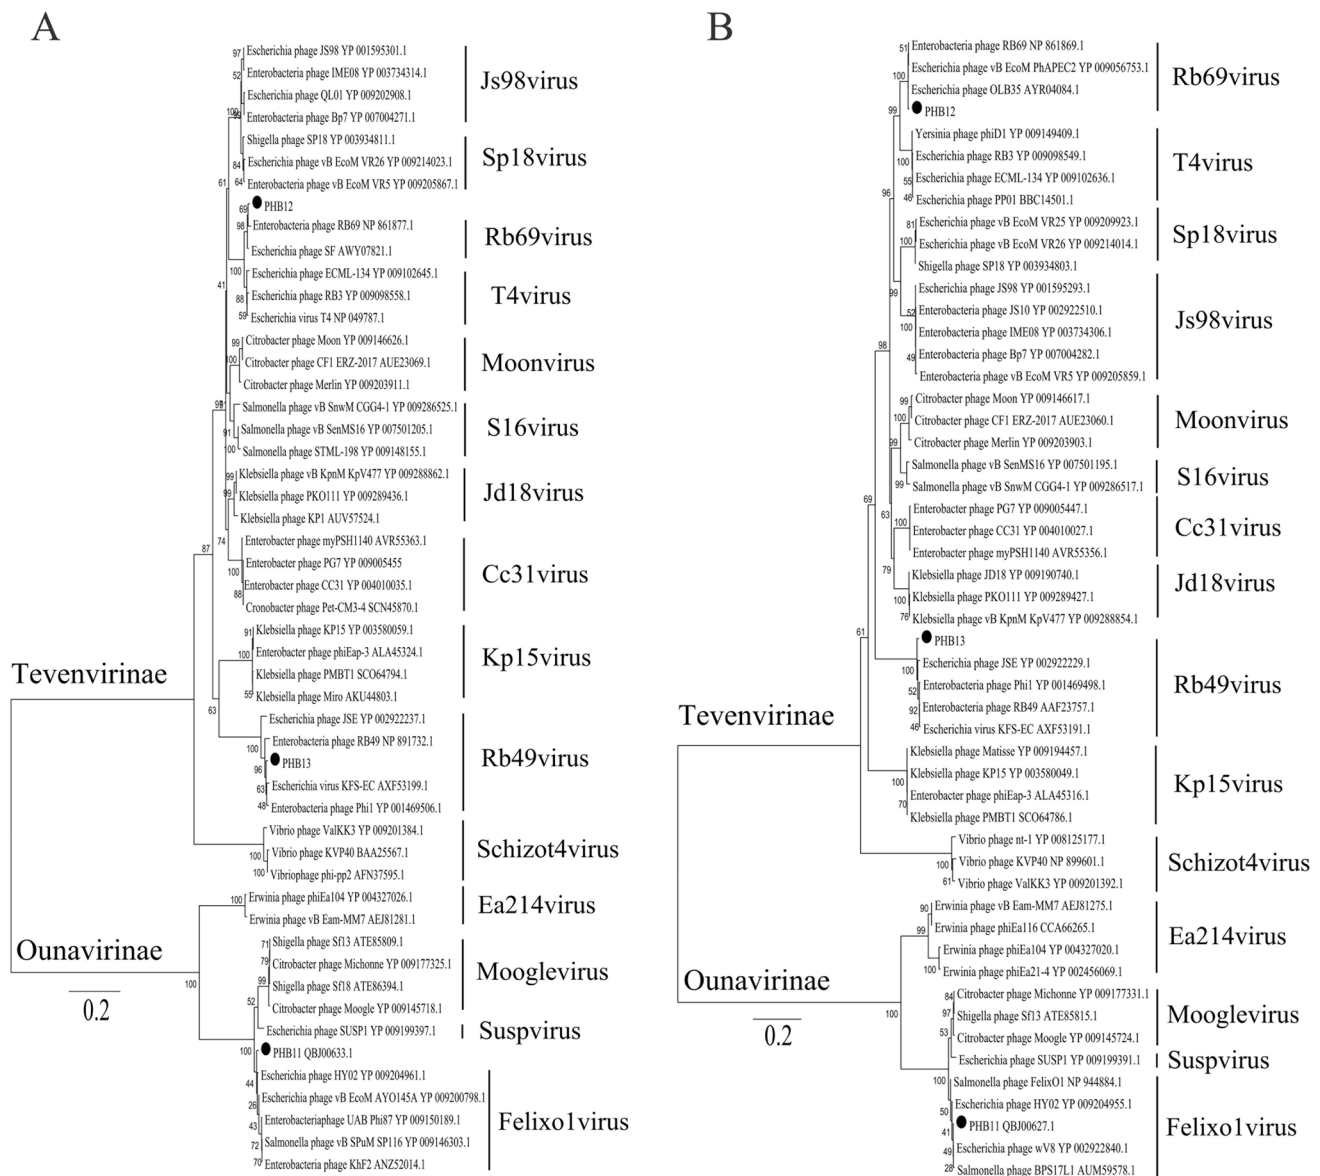 A
Escherichia phage JS98 YP 001595301.1
Enterobacteria phage IME08 YP 003734314.1
Escherichia phage QL01 YP 009202908.1
Enterobacteria phage Bp7 YP 007004271.1
Js98virus
Shigella phage SP18 YP 003934811.1
Escherichia phage vB EcoM VR26 YP 009214023.1
Enterobacteria phage vB EcoM VR5 YP 009205867.1
Sp18virus
PHB12
Enterobacteria phage RB69 NP 861877.1
Escherichia phage SF AWY07821.1
Rb69virus
Escherichia phage ECML-134 YP 009102645.1
Escherichia phage RB3 YP 009098558.1
Escherichia virus T4 NP 049787.1
T4virus
Citrobacter phage Moon YP 009146626.1
Citrobacter phage CF1 ERZ-2017 AUE23069.1
Citrobacter phage Merlin YP 009203911.1
Moonvirus
Salmonella phage vB SnwM CGG4-1 YP 009286525.1
Salmonella phage vB SenMS16 YP 007501205.1
Salmonella phage STML-198 YP 009148155.1
S16virus
Klebsiella phage vB KpnM KpV477 YP 009288862.1
Klebsiella phage PKO111 YP 009289436.1
Klebsiella phage KP1 AUV57524.1
Jd18virus
Enterobacter phage myPSH1140 AVR55363.1
Enterobacter phage PG7 YP 009005455
Enterobacter phage CC31 YP 004010035.1
Cronobacter phage Pet-CM3-4 SCN45870.1
Cc31virus
Klebsiella phage KP15 YP 003580059.1
Enterobacter phage phiEap-3 ALA45324.1
Klebsiella phage PMBT1 SCO64794.1
Klebsiella phage Miro AKU44803.1
Kp15virus
Escherichia phage JSE YP 002922237.1
Enterobacteria phage RB49 NP 891732.1
PHB13
Escherichia virus KFS-EC AXF53199.1
Enterobacteria phage Phi1 YP 001469506.1
Rb49virus
Vibrio phage ValKK3 YP 009201384.1
Vibrio phage KVP40 BAA25567.1
Vibriophage phi-pp2 AFN37595.1
Schizot4virus
Erwinia phage phiEa104 YP 004327026.1
Erwinia phage vB Eam-MM7 AEJ81281.1
Ea214virus
Shigella phage Sf13 ATE85809.1
Citrobacter phage Michonne YP 009177325.1
Shigella phage Sf18 ATE86394.1
Citrobacter phage Moogle YP 009145718.1
Mooglevirus
Escherichia phage SUSP1 YP 009199397.1
Suspvirus
PHB11 QBJ00633.1
Escherichia phage HY02 YP 009204961.1
Escherichia phage vB EcoM AYO145A YP 009200798.1
Enterobacteriaphage UAB Phi87 YP 009150189.1
Salmonella phage vB SPuM SP116 YP 009146303.1
Enterobacteria phage KhF2 ANZ52014.1
Felixo1virus
Tevenvirinae
Ounavirinae
0.2
97
52
100
84
64
61
69
98
100
88
59
41
99
100
91
100
99
99
74
100
88
87
91
100
55
63
100
96
63
48
100
100
100
71
79
99
52
100
100
44
26
43
72
70
B
Enterobacteria phage RB69 NP 861869.1
Escherichia phage vB EcoM PhAPEC2 YP 009056753.1
Escherichia phage OLB35 AYR04084.1
PHB12
Rb69virus
Yersinia phage phiD1 YP 009149409.1
Escherichia phage RB3 YP 009098549.1
Escherichia phage ECML-134 YP 009102636.1
Escherichia phage PP01 BBC14501.1
T4virus
Escherichia phage vB EcoM VR25 YP 009209923.1
Escherichia phage vB EcoM VR26 YP 009214014.1
Shigella phage SP18 YP 003934803.1
Sp18virus
Escherichia phage JS98 YP 001595293.1
Enterobacteria phage JS10 YP 002922510.1
Enterobacteria phage IME08 YP 003734306.1
Enterobacteria phage Bp7 YP 007004282.1
Enterobacteria phage vB EcoM VR5 YP 009205859.1
Js98virus
Citrobacter phage Moon YP 009146617.1
Citrobacter phage CF1 ERZ-2017 AUE23060.1
Citrobacter phage Merlin YP 009203903.1
Moonvirus
Salmonella phage vB SenMS16 YP 007501195.1
Salmonella phage vB SnwM CGG4-1 YP 009286517.1
S16virus
Enterobacter phage PG7 YP 009005447.1
Enterobacter phage CC31 YP 004010027.1
Enterobacter phage myPSH1140 AVR55356.1
Cc31virus
Klebsiella phage JD18 YP 009190740.1
Klebsiella phage PKO111 YP 009289427.1
Klebsiella phage vB KpnM KpV477 YP 009288854.1
Jd18virus
PHB13
Escherichia phage JSE YP 002922229.1
Enterobacteria phage Phi1 YP 001469498.1
Enterobacteria phage RB49 AAF23757.1
Escherichia virus KFS-EC AXF53191.1
Rb49virus
Klebsiella phage Matisse YP 009194457.1
Klebsiella phage KP15 YP 003580049.1
Enterobacter phage phiEap-3 ALA45316.1
Klebsiella phage PMBT1 SCO64786.1
Kp15virus
Vibrio phage nt-1 YP 008125177.1
Vibrio phage KVP40 NP 899601.1
Vibrio phage ValKK3 YP 009201392.1
Schizot4virus
Erwinia phage vB Eam-MM7 AEJ81275.1
Erwinia phage phiEa116 CCA66265.1
Erwinia phage phiEa104 YP 004327020.1
Erwinia phage phiEa21-4 YP 002456069.1
Ea214virus
Citrobacter phage Michonne YP 009177331.1
Shigella phage Sf13 ATE85815.1
Citrobacter phage Moogle YP 009145724.1
Mooglevirus
Escherichia phage SUSP1 YP 009199391.1
Suspvirus
Salmonella phage FelixO1 NP 944884.1
Escherichia phage HY02 YP 009204955.1
PHB11 QBJ00627.1
Escherichia phage wV8 YP 002922840.1
Salmonella phage BPS17L1 AUM59578.1
Felixo1virus
Tevenvirinae
Ounavirinae
0.2
51
100
99
100
55
46
96
81
100
99
52
100
49
98
99
100
99
99
63
100
79
100
76
69
100
52
92
46
61
100
70
100
61
90
99
100
84
97
53
100
100
50
41
49
28